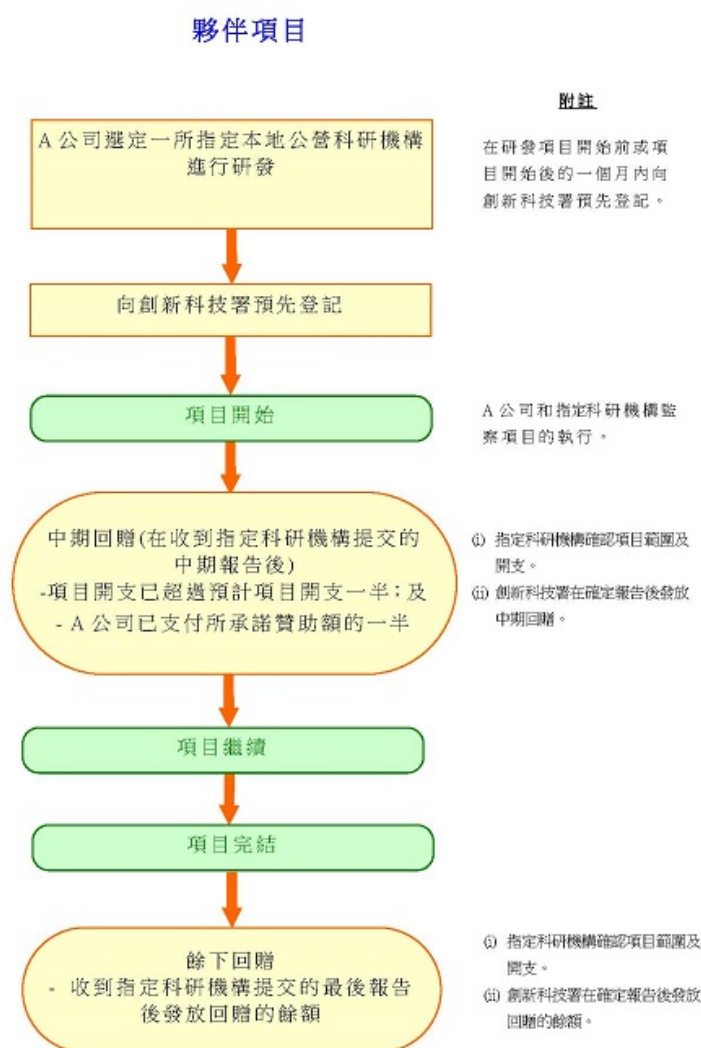 夥伴項目
附註
A 公司選定一所指定本地公營科研機構
進行研發
在研發項目開始前或項
目開始後的一個月內向
創新科技署預先登記。
向創新科技署預先登記
項目開始
A 公司和指定科研機構監
察項目的執行。
中期回贈(在收到指定科研機構提交的
中期報告後)
-項目開支已超過預計項目開支一半；及
- A 公司已支付所承諾贊助額的一半
(i) 指定科研機構確認項目範圍及
開支。
(ii) 創新科技署在確定報告後發放
中期回贈。
項目繼續
項目完結
餘下回贈
- 收到指定科研機構提交的最後報告
後發放回贈的餘額
(i) 指定科研機構確認項目範圍及
開支。
(ii) 創新科技署在確定報告後發放
回贈的餘額。